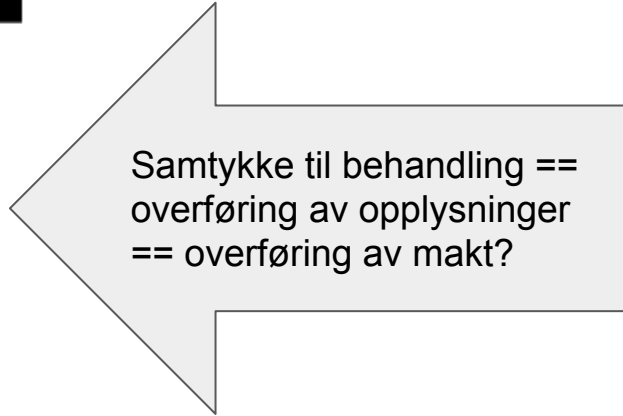 Samtykke til behandling ==
overføring av opplysninger
== overføring av makt?